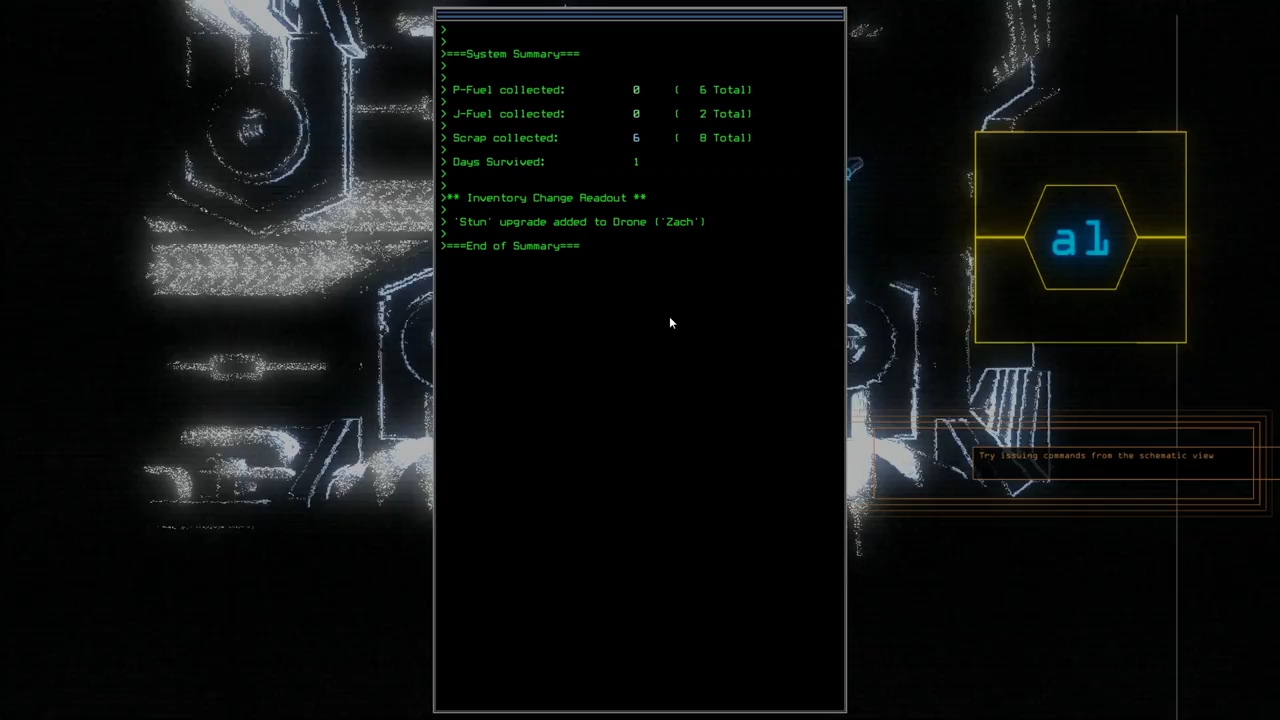 >
>
>===System Summary===
>
>
> P-Fuel collected: 0 ( 6 Total)
>
> J-Fuel collected: 0 ( 2 Total)
>
> Scrap collected: 6 ( 8 Total)
>
> Days Survived: 1
>
>
>** Inventory Change Readout **
>
> 'Stun' upgrade added to Drone ('Zach')
>
>===End of Summary===
a1
Try issuing commands from the schematic view